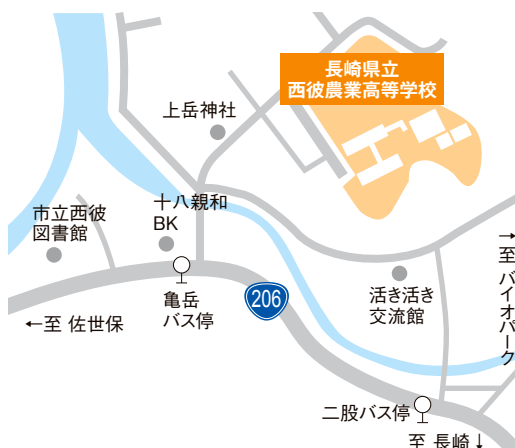 長崎県立
西彼農業高等学校
上岳神社
十八親和
BK
市立西彼
図書館
→至 バイオパーク
206
亀岳
バス停
活き活き
交流館
←至 佐世保
二股バス停
至 長崎↓